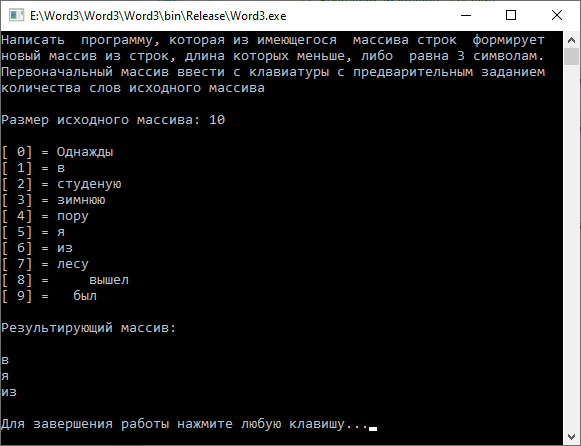 E:\Word3\Word3\Word3\bin\Release\Word3.exe
Написать  программу, которая из имеющегося  массива строк  формирует
новый массив из строк, длина которых меньше, либо  равна 3 символам.
Первоначальный массив ввести с клавиатуры с предварительным заданием
количества слов исходного массива
Размер исходного массива: 10
[ 0] = Однажды
[ 1] = в
[ 2] = студеную
[ 3] = зимнюю
[ 4] = пору
[ 5] = я
[ 6] = из
[ 7] = лесу
[ 8] =     вышел
[ 9] =   был
Результирующий массив:
в
я
из
Для завершения работы нажмите любую клавишу...